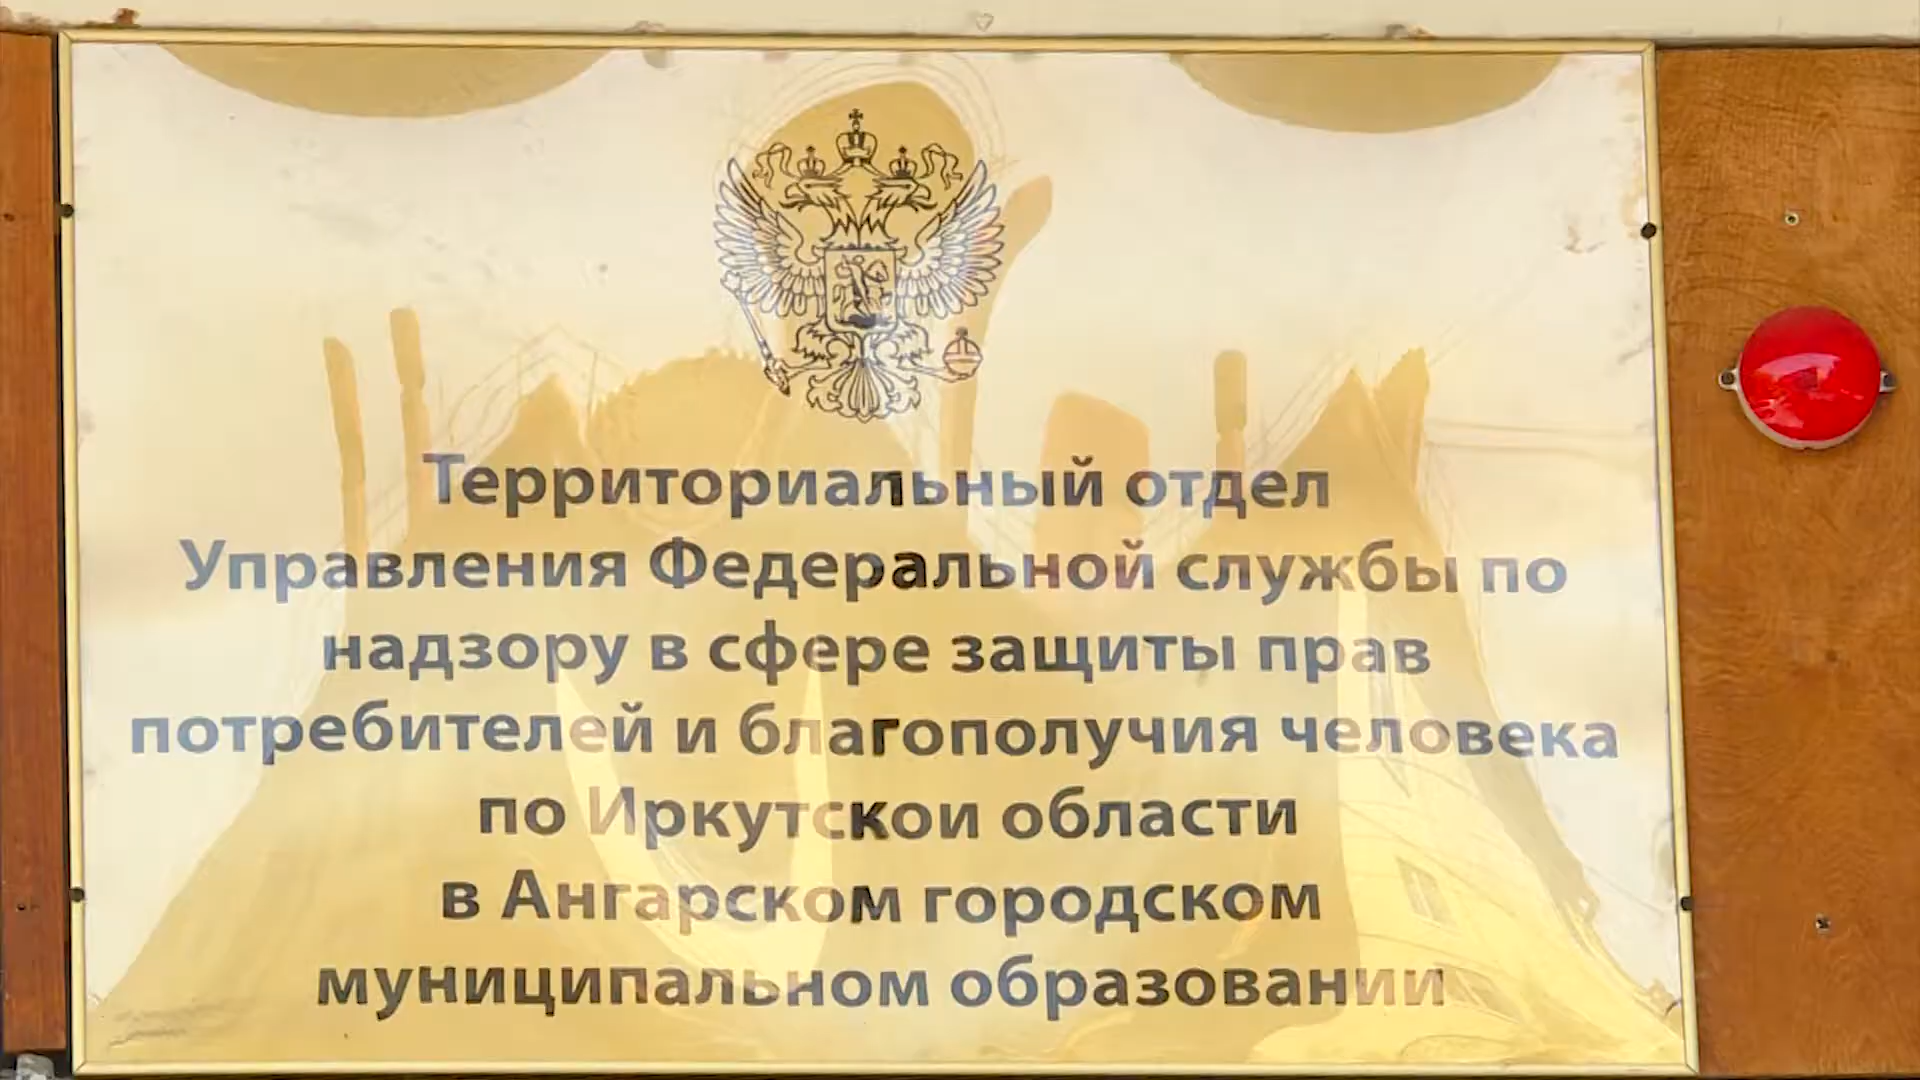 Территориальный отдел
Управления Федеральной службы по
надзору в сфере защиты прав
потребителей и благополучия человека
по Иркутскои области
в Ангарском городском
муниципальном образовании